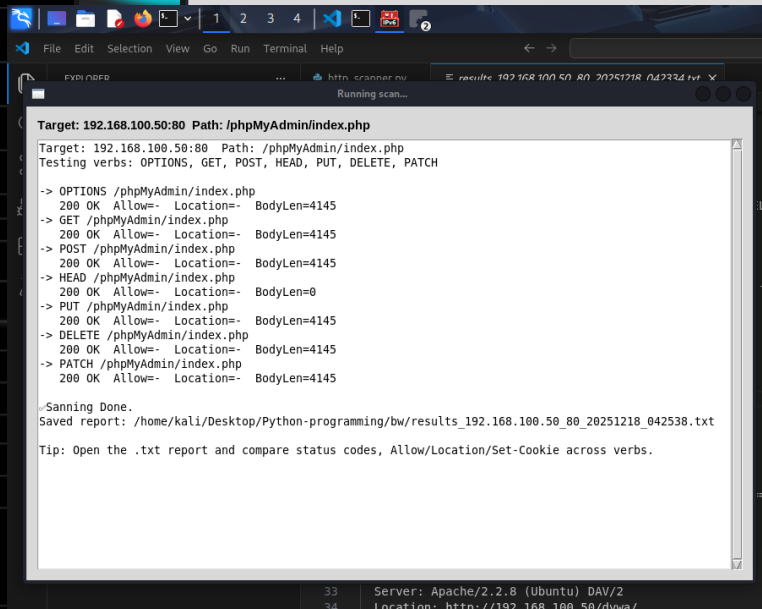 1 2 3 4
2
File Edit Selection View Go Run Terminal Help
EXPLORER ... http_scanner.py results_192.168.100.50_80_20251218_042334.txt
Running scan...
Target: 192.168.100.50:80 Path: /phpMyAdmin/index.php
Target: 192.168.100.50:80 Path: /phpMyAdmin/index.php
Testing verbs: OPTIONS, GET, POST, HEAD, PUT, DELETE, PATCH
-> OPTIONS /phpMyAdmin/index.php
200 OK Allow=- Location=- BodyLen=4145
-> GET /phpMyAdmin/index.php
200 OK Allow=- Location=- BodyLen=4145
-> POST /phpMyAdmin/index.php
200 OK Allow=- Location=- BodyLen=4145
-> HEAD /phpMyAdmin/index.php
200 OK Allow=- Location=- BodyLen=0
-> PUT /phpMyAdmin/index.php
200 OK Allow=- Location=- BodyLen=4145
-> DELETE /phpMyAdmin/index.php
200 OK Allow=- Location=- BodyLen=4145
-> PATCH /phpMyAdmin/index.php
200 OK Allow=- Location=- BodyLen=4145
✅Sanning Done.
Saved report: /home/kali/Desktop/Python-programming/bw/results_192.168.100.50_80_20251218_042538.txt
Tip: Open the .txt report and compare status codes, Allow/Location/Set-Cookie across verbs.
33 Server: Apache/2.2.8 (Ubuntu) DAV/2
34 Location: http://192.168.100.50/dvwa/